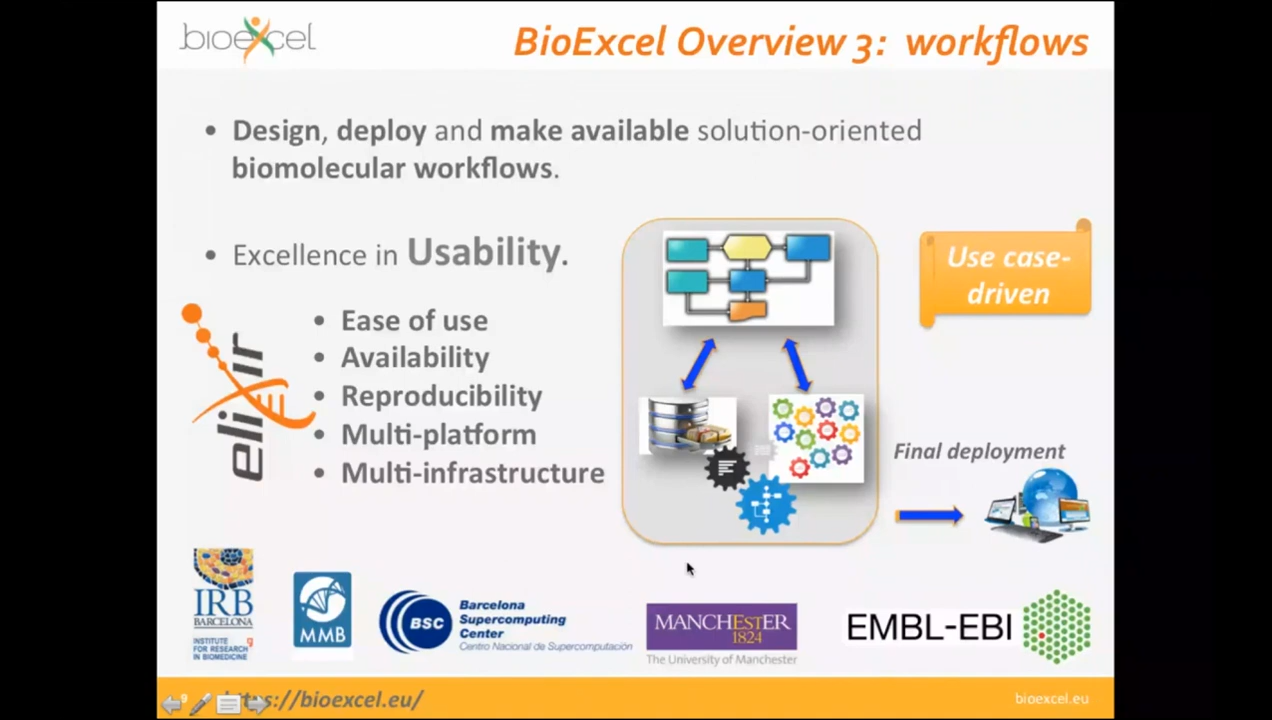 bioexcel
BioExcel Overview 3: workflows
• Design, deploy and make available solution-oriented
biomolecular workflows.
• Excellence in Usability.
elixir
• Ease of use
• Availability
• Reproducibility
• Multi-platform
• Multi-infrastructure
Use case-
driven
Final deployment
IRB
BARCELONA
INSTITUTE
FOR RESEARCH
IN BIOMEDICINE
MMB
BSC
Barcelona
Supercomputing
Center
Centro Nacional de Supercomputación
MANCHESTER
1824
The University of Manchester
EMBL-EBI
https://bioexcel.eu/
bioexcel.eu